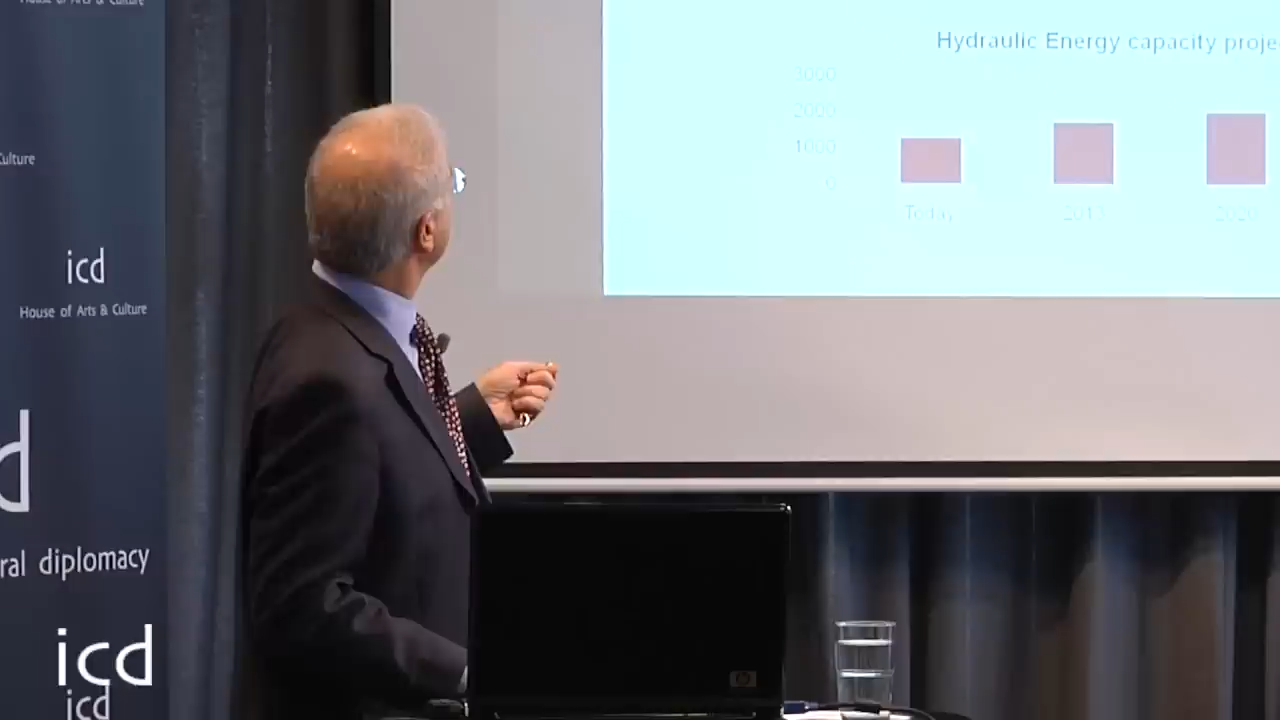 House of Arts & Culture
Culture
icd
House of Arts & Culture
d
ral diplomacy
icd
icd
Hydraulic Energy capacity proje
3000
2000
1000
0
Today
2020
hp